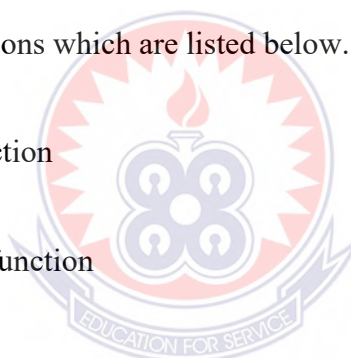 ons which are listed below.
ction
unction
EDUCATION FOR SERVICE